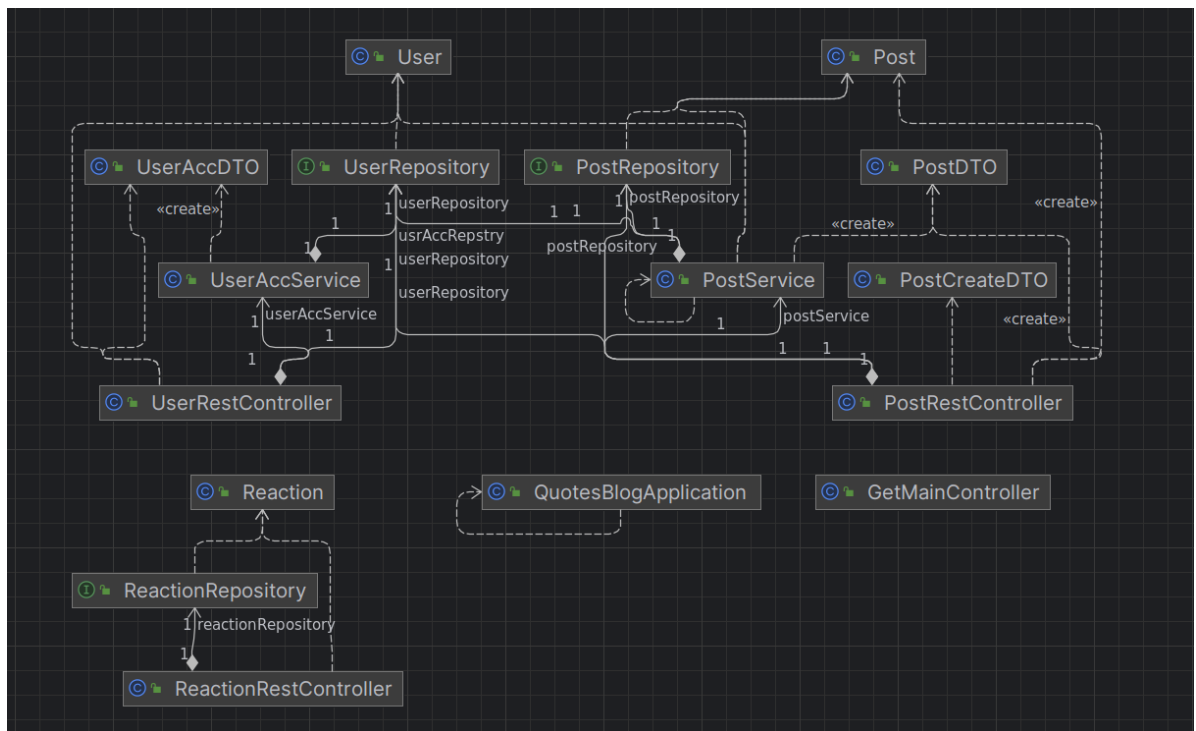 User
Post
UserAccDTO
UserRepository
PostRepository
PostDTO
«create»
1
userRepository
1
postRepository
«create»
1
1
1
1
«create»
usrAccRepstry
1
1
postRepository
1
userRepository
UserAccService
PostService
PostCreateDTO
userRepository
userAccService
1
1
postService
«create»
1
1
1
1
1
UserRestController
PostRestController
Reaction
QuotesBlogApplication
GetMainController
ReactionRepository
1
reactionRepository
1
ReactionRestController